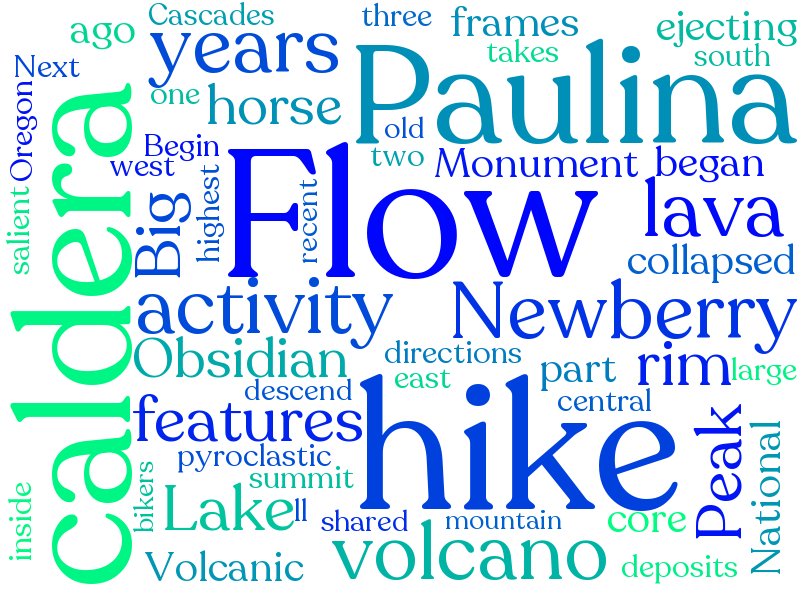 Cascades
three
frames
ejecting
ago
years
takes
south
Next
Paulina
one
horse
old
Oregon
Begin
two
Monument
began
west
caldera
Flow
salient
Big
highest
recent
lava
collapsed
activity
Newberry
Obsidian
directions
rim
east
part
large
descend
central
features
hike
Peak
pyroclastic
summit
National
bikers
inside
Lake
ll
shared
mountain
core
Volcanic
volcano
deposits